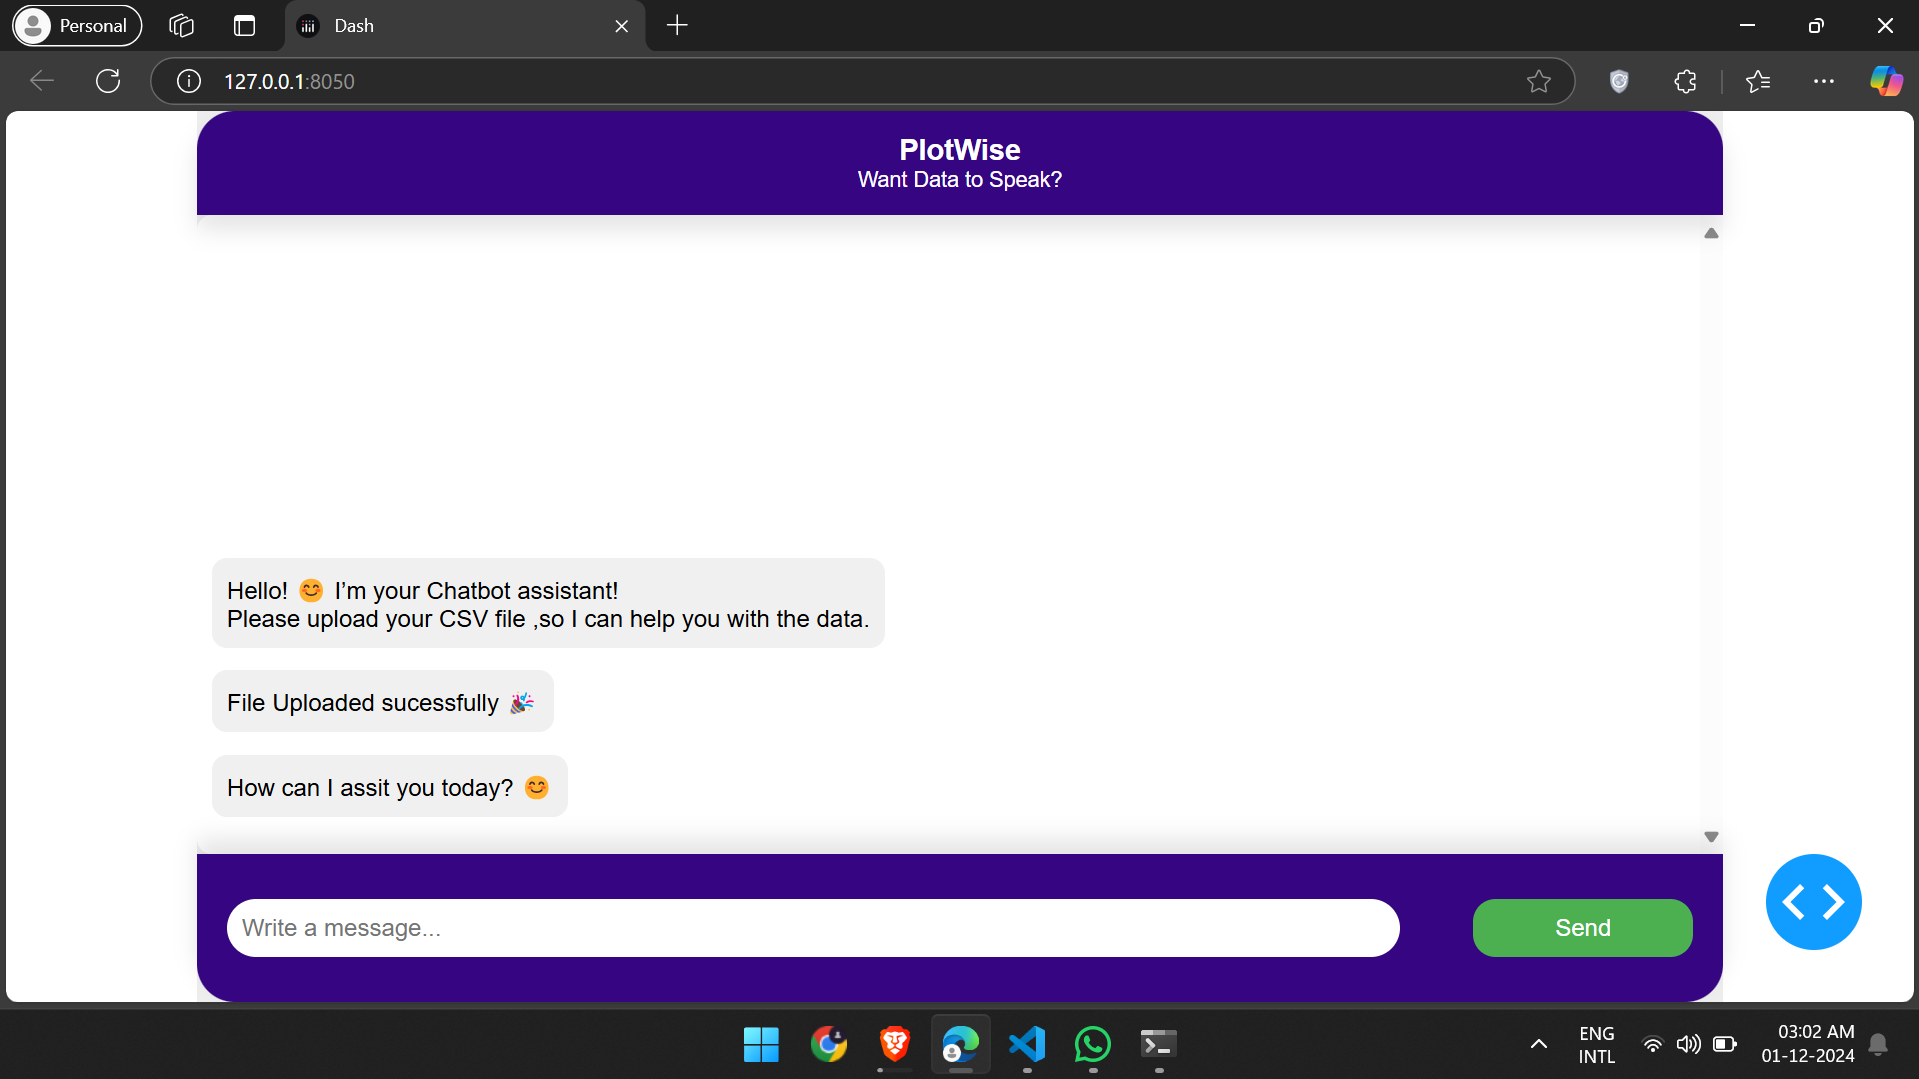 Personal
Dash
127.0.0.1:8050
PlotWise
Want Data to Speak?
Hello! 😊 I’m your Chatbot assistant!
Please upload your CSV file ,so I can help you with the data.
File Uploaded sucessfully 🎉
How can I assit you today? 😊
Write a message...
Send
ENG
INTL
03:02 AM
01-12-2024